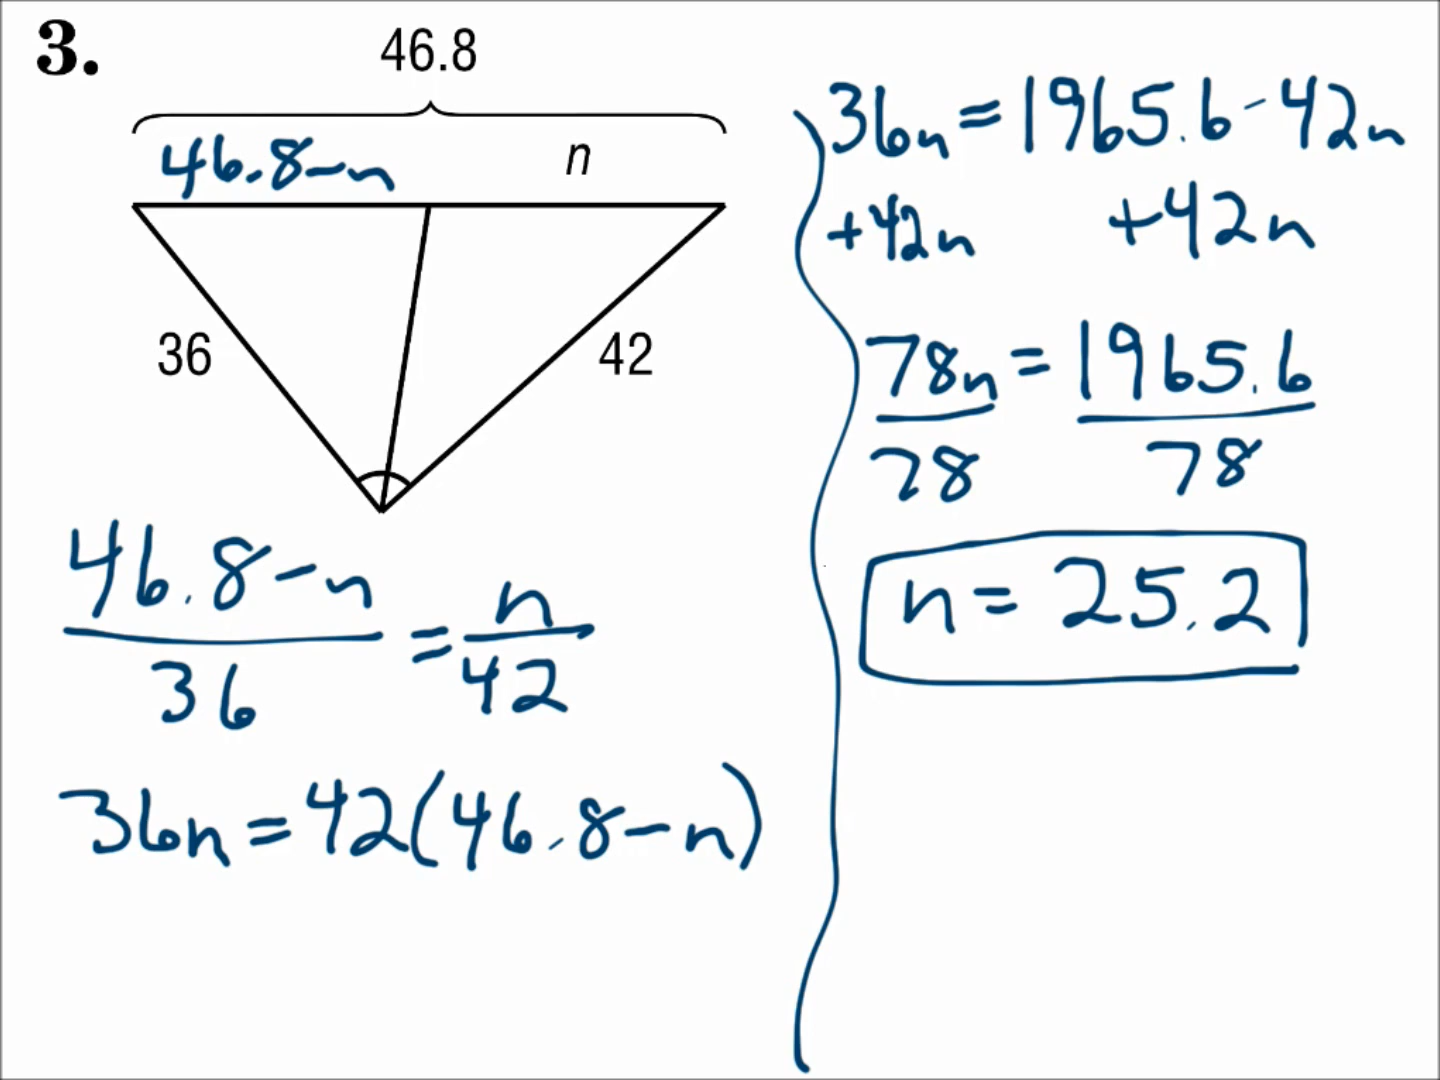 3.
46.8
46.8-n
n
36
42
46.8-n
36
=
n
42
36n=42(46.8-n)
36n=1965.6-42n
+42n +42n
78n=1965.6
78 78
n=25.2